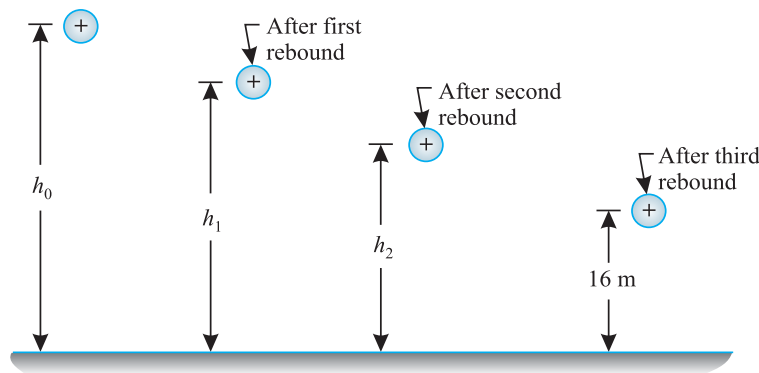 After first
rebound
After second
rebound
After third
rebound
h0
h1
h2
16 m